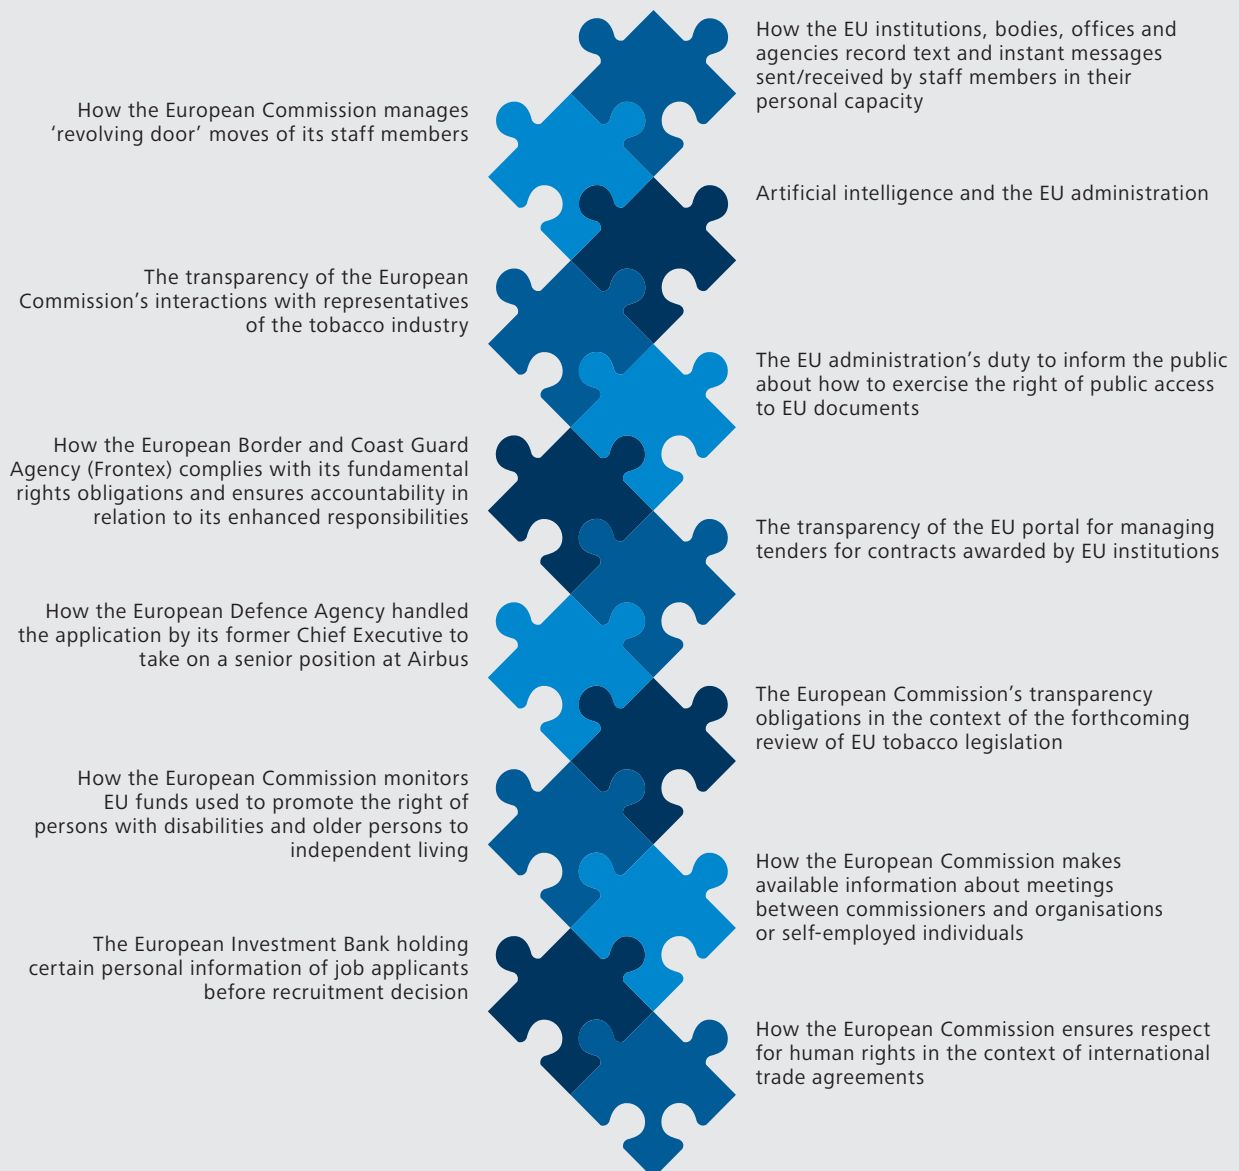 How the EU institutions, bodies, offices and
agencies record text and instant messages
sent/received by staff members in their
personal capacity
How the European Commission manages
‘revolving door’ moves of its staff members
Artificial intelligence and the EU administration
The transparency of the European
Commission’s interactions with representatives
of the tobacco industry
The EU administration’s duty to inform the public
about how to exercise the right of public access
to EU documents
How the European Border and Coast Guard
Agency (Frontex) complies with its fundamental
rights obligations and ensures accountability in
relation to its enhanced responsibilities
The transparency of the EU portal for managing
tenders for contracts awarded by EU institutions
How the European Defence Agency handled
the application by its former Chief Executive to
take on a senior position at Airbus
The European Commission’s transparency
obligations in the context of the forthcoming
review of EU tobacco legislation
How the European Commission monitors
EU funds used to promote the right of
persons with disabilities and older persons to
independent living
How the European Commission makes
available information about meetings
between commissioners and organisations
or self-employed individuals
The European Investment Bank holding
certain personal information of job applicants
before recruitment decision
How the European Commission ensures respect
for human rights in the context of international
trade agreements